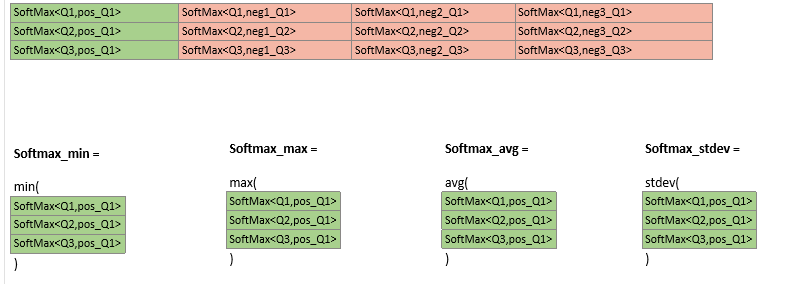 SoftMax<Q1,pos_Q1> SoftMax<Q1,neg1_Q1> SoftMax<Q1,neg2_Q1> SoftMax<Q1,neg3_Q1>
SoftMax<Q2,pos_Q1> SoftMax<Q2,neg1_Q2> SoftMax<Q2,neg2_Q2> SoftMax<Q2,neg3_Q2>
SoftMax<Q3,pos_Q1> SoftMax<Q3,neg1_Q3> SoftMax<Q3,neg2_Q3> SoftMax<Q3,neg3_Q3>
Softmax_min =
min(
SoftMax<Q1,pos_Q1>
SoftMax<Q2,pos_Q1>
SoftMax<Q3,pos_Q1>
)
Softmax_max =
max(
SoftMax<Q1,pos_Q1>
SoftMax<Q2,pos_Q1>
SoftMax<Q3,pos_Q1>
)
Softmax_avg =
avg(
SoftMax<Q1,pos_Q1>
SoftMax<Q2,pos_Q1>
SoftMax<Q3,pos_Q1>
)
Softmax_stdev =
stdev(
SoftMax<Q1,pos_Q1>
SoftMax<Q2,pos_Q1>
SoftMax<Q3,pos_Q1>
)